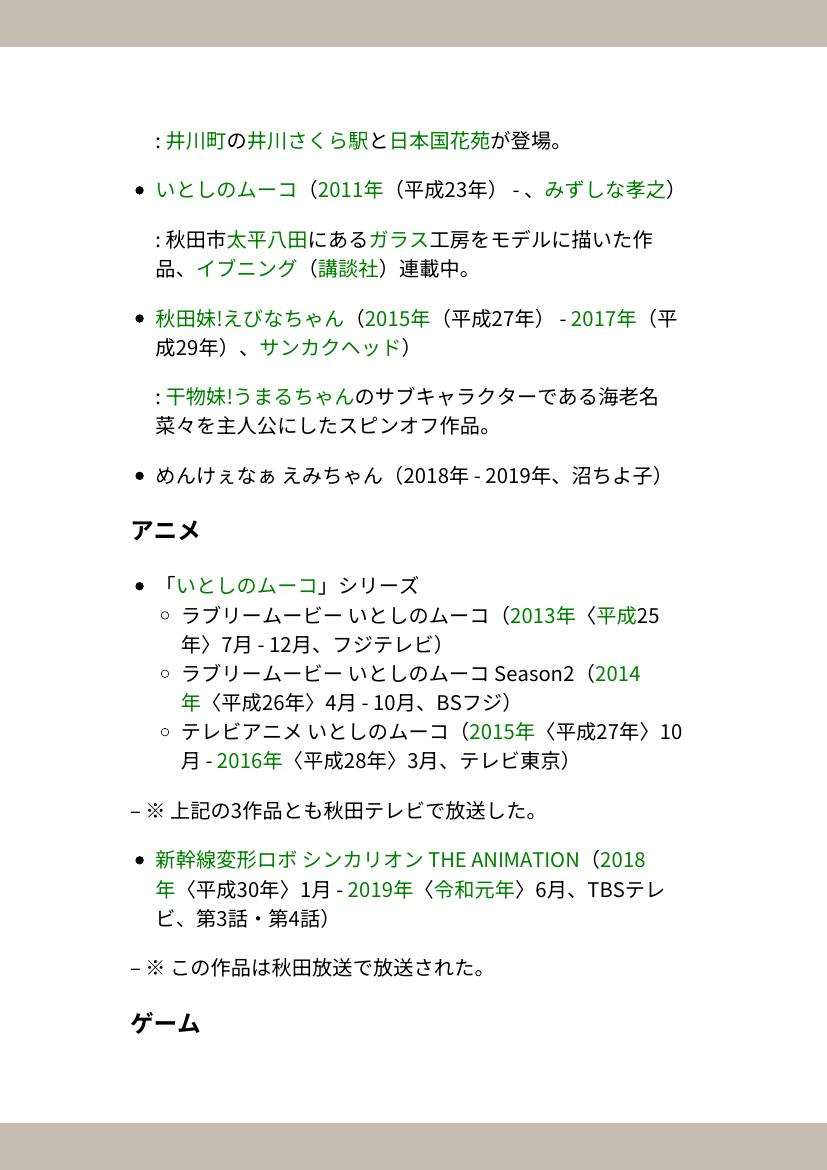 : 井川町の井川さくら駅と日本国花苑が登場。
• いとしのムーコ（2011年（平成23年） - 、みずしな孝之）
: 秋田市太平八田にあるガラス工房をモデルに描いた作
品、イブニング（講談社）連載中。
• 秋田妹!えびなちゃん（2015年（平成27年） - 2017年（平
成29年）、サンカクヘッド）
: 干物妹!うまるちゃんのサブキャラクターである海老名
菜々を主人公にしたスピンオフ作品。
• めんけぇなぁ えみちゃん（2018年 - 2019年、沼ちよ子）
アニメ
• 「いとしのムーコ」シリーズ
○ ラブリームービー いとしのムーコ（2013年〈平成25
年〉7月 - 12月、フジテレビ）
○ ラブリームービー いとしのムーコ Season2（2014
年〈平成26年〉4月 - 10月、BSフジ）
○ テレビアニメ いとしのムーコ（2015年〈平成27年〉10
月 - 2016年〈平成28年〉3月、テレビ東京）
– ※ 上記の3作品とも秋田テレビで放送した。
• 新幹線変形ロボ シンカリオン THE ANIMATION（2018
年〈平成30年〉1月 - 2019年〈令和元年〉6月、TBSテレ
ビ、第3話・第4話）
– ※ この作品は秋田放送で放送された。
ゲーム